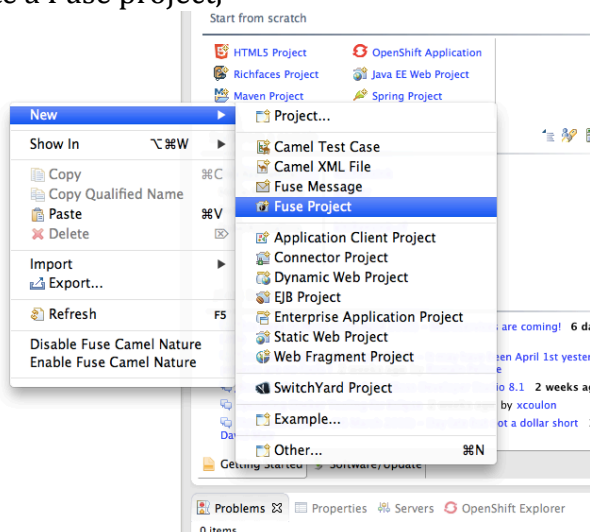 e a Fuse project,
Start from scratch
HTML5 Project
OpenShift Application
Richfaces Project
Java EE Web Project
Maven Project
Spring Project
New
Show In ⌥⌘W
Copy ⌘C
Copy Qualified Name
Paste ⌘V
Delete ⌦
Import
Export...
Refresh F5
Disable Fuse Camel Nature
Enable Fuse Camel Nature
Project...
Camel Test Case
Camel XML File
Fuse Message
Fuse Project
Application Client Project
Connector Project
Dynamic Web Project
EJB Project
Enterprise Application Project
Static Web Project
Web Fragment Project
SwitchYard Project
Example...
Other... ⌘N
are coming! 6 da
een April 1st yester
e
io 8.1 2 weeks ag
by xcoulon
ot a dollar short
Da
Getting Started
Software/Update
Problems
Properties
Servers
OpenShift Explorer
0 items